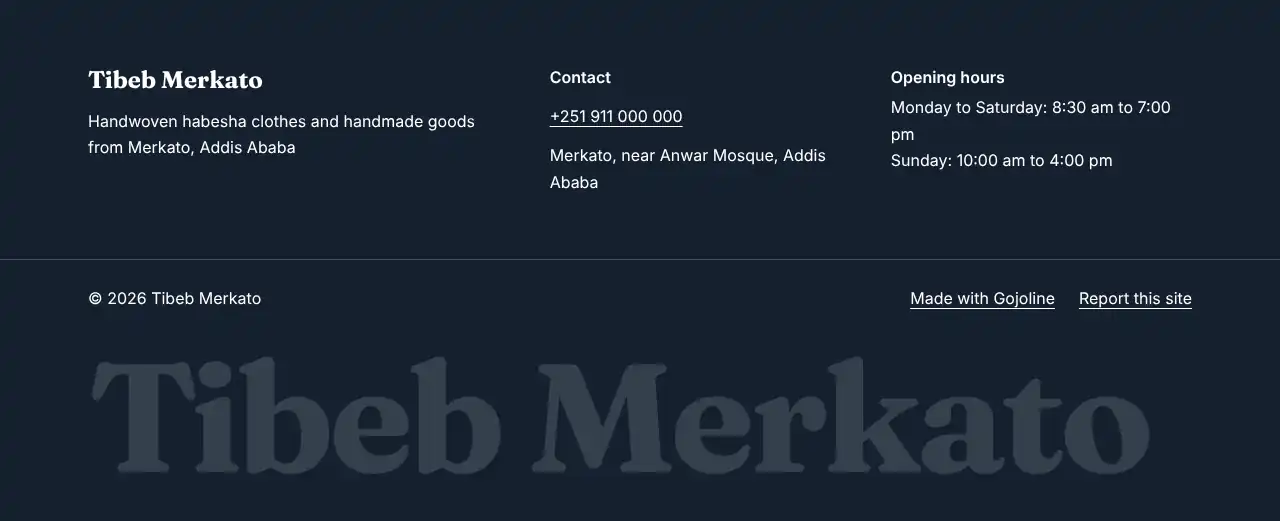 Tibeb Merkato
Handwoven habesha clothes and handmade goods
from Merkato, Addis Ababa
Contact
+251 911 000 000
Merkato, near Anwar Mosque, Addis
Ababa
Opening hours
Monday to Saturday: 8:30 am to 7:00
pm
Sunday: 10:00 am to 4:00 pm
© 2026 Tibeb Merkato
Made with Gojoline
Report this site
Tibeb Merkato